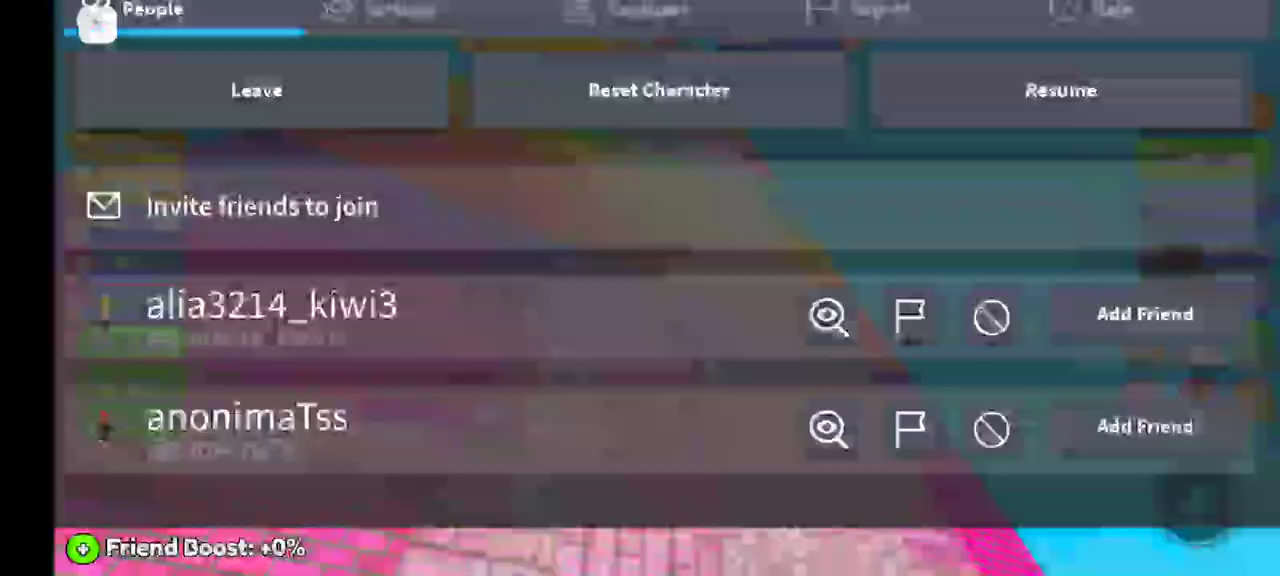 People
Leave
Reset Character
Resume
Invite friends to join
alia3214_kiwi3
Add Friend
anonimaTss
Add Friend
Friend Boost: +0%